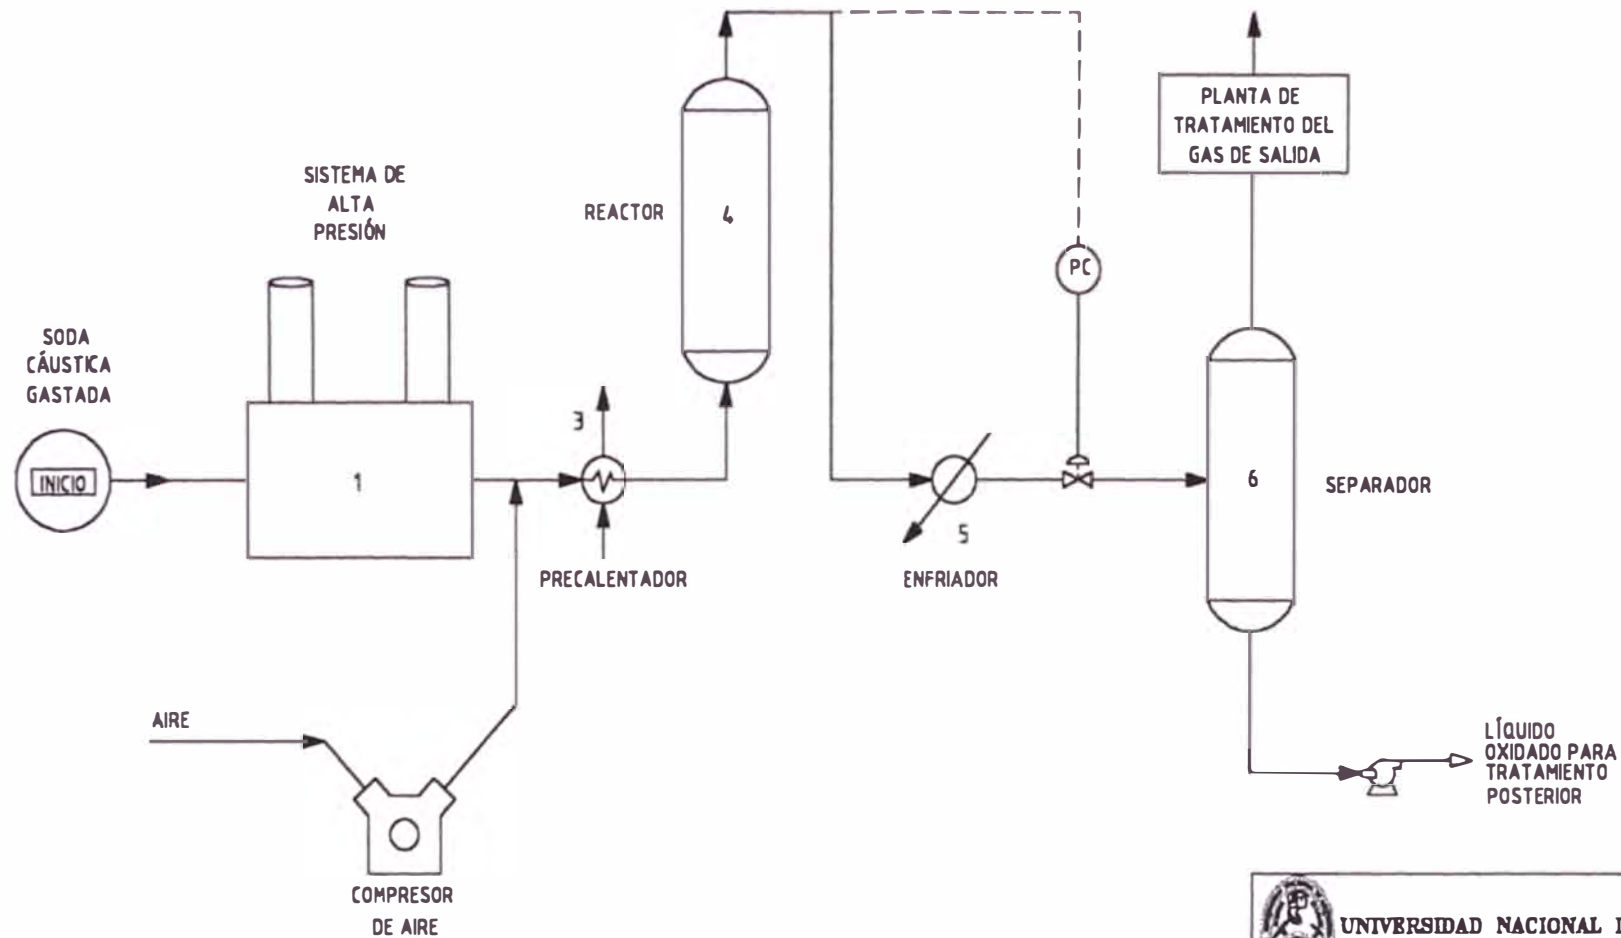 SISTEMA DE
ALTA
PRESIÓN
SODA
CÁUSTICA
GASTADA
INICIO
1
3
PRECALENTADOR
REACTOR
4
PC
5
ENFRIADOR
PLANTA DE
TRATAMIENTO DEL
GAS DE SALIDA
6
SEPARADOR
AIRE
COMPRESOR
DE AIRE
LÍQUIDO
OXIDADO PARA
TRATAMIENTO
POSTERIOR
UNIVERSIDAD NACIONAL